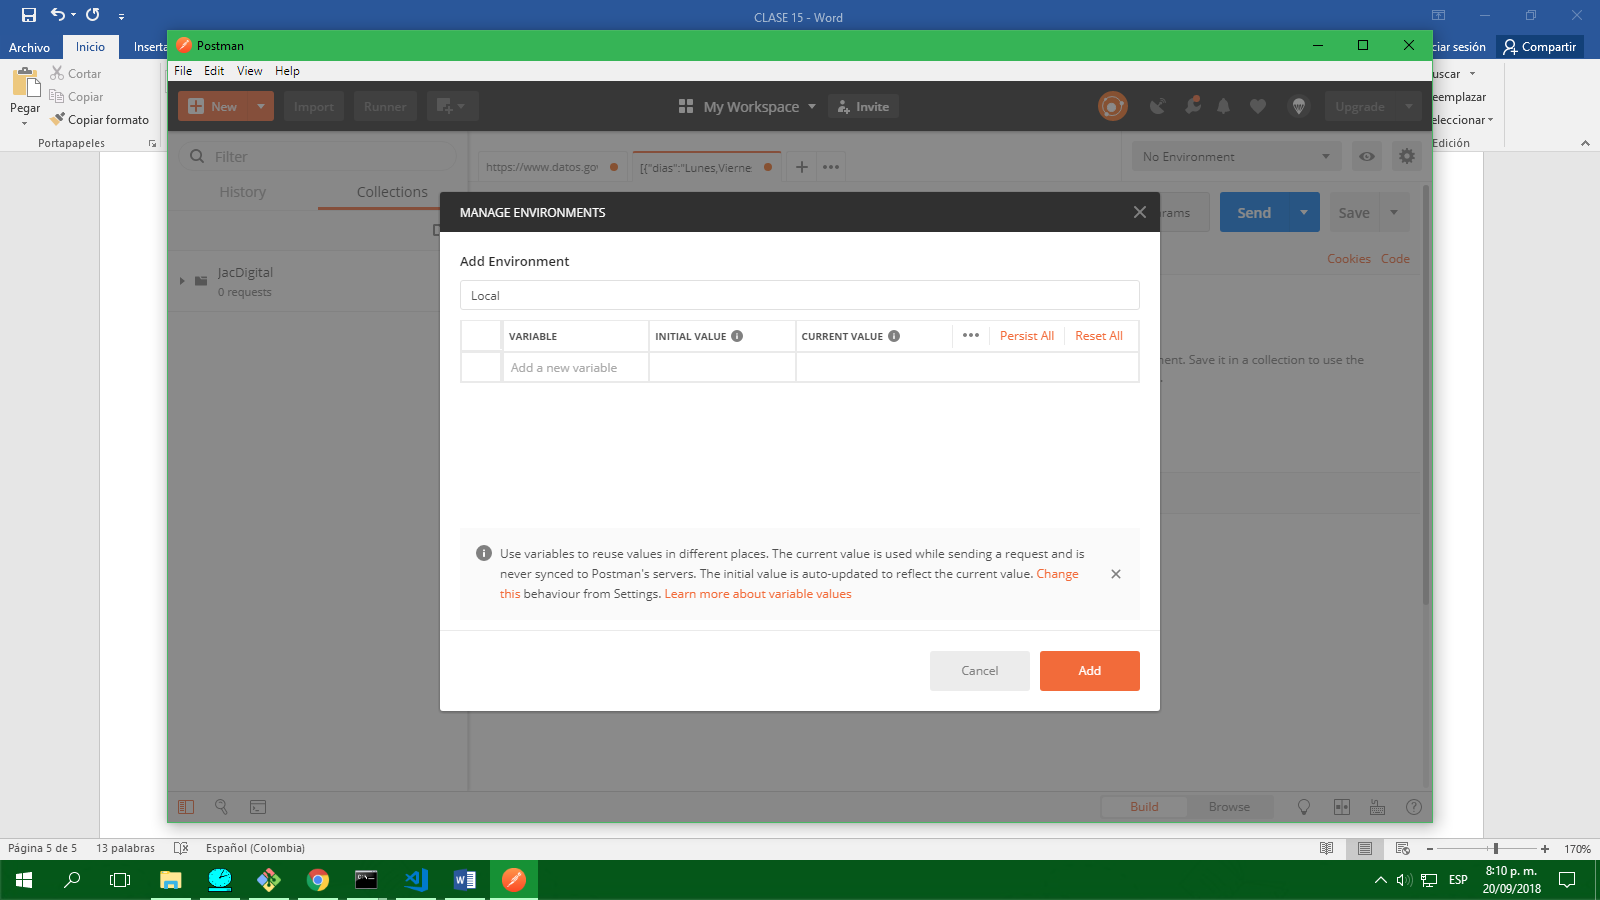 CLASE 15 - Word
Archivo
Inicio
Inserta
ciar sesión
Compartir
Pegar
Cortar
Copiar
Copiar formato
Portapapeles
uscar
eemplazar
eleccionar
Edición
Postman
File Edit View Help
New
Import
Runner
My Workspace
Invite
Upgrade
Filter
History
Collections
JacDigital
0 requests
https://www.datos.go
[{"dias":"Lunes,Vierne
No Environment
arams
Send
Save
Cookies Code
nent. Save it in a collection to use the
MANAGE ENVIRONMENTS
Add Environment
Local
VARIABLE
INITIAL VALUE
CURRENT VALUE
Persist All
Reset All
Add a new variable
Use variables to reuse values in different places. The current value is used while sending a request and is
never synced to Postman's servers. The initial value is auto-updated to reflect the current value. Change
this behaviour from Settings. Learn more about variable values
Cancel
Add
Build
Browse
Página 5 de 5
13 palabras
Español (Colombia)
170%
ESP
8:10 p. m.
20/09/2018